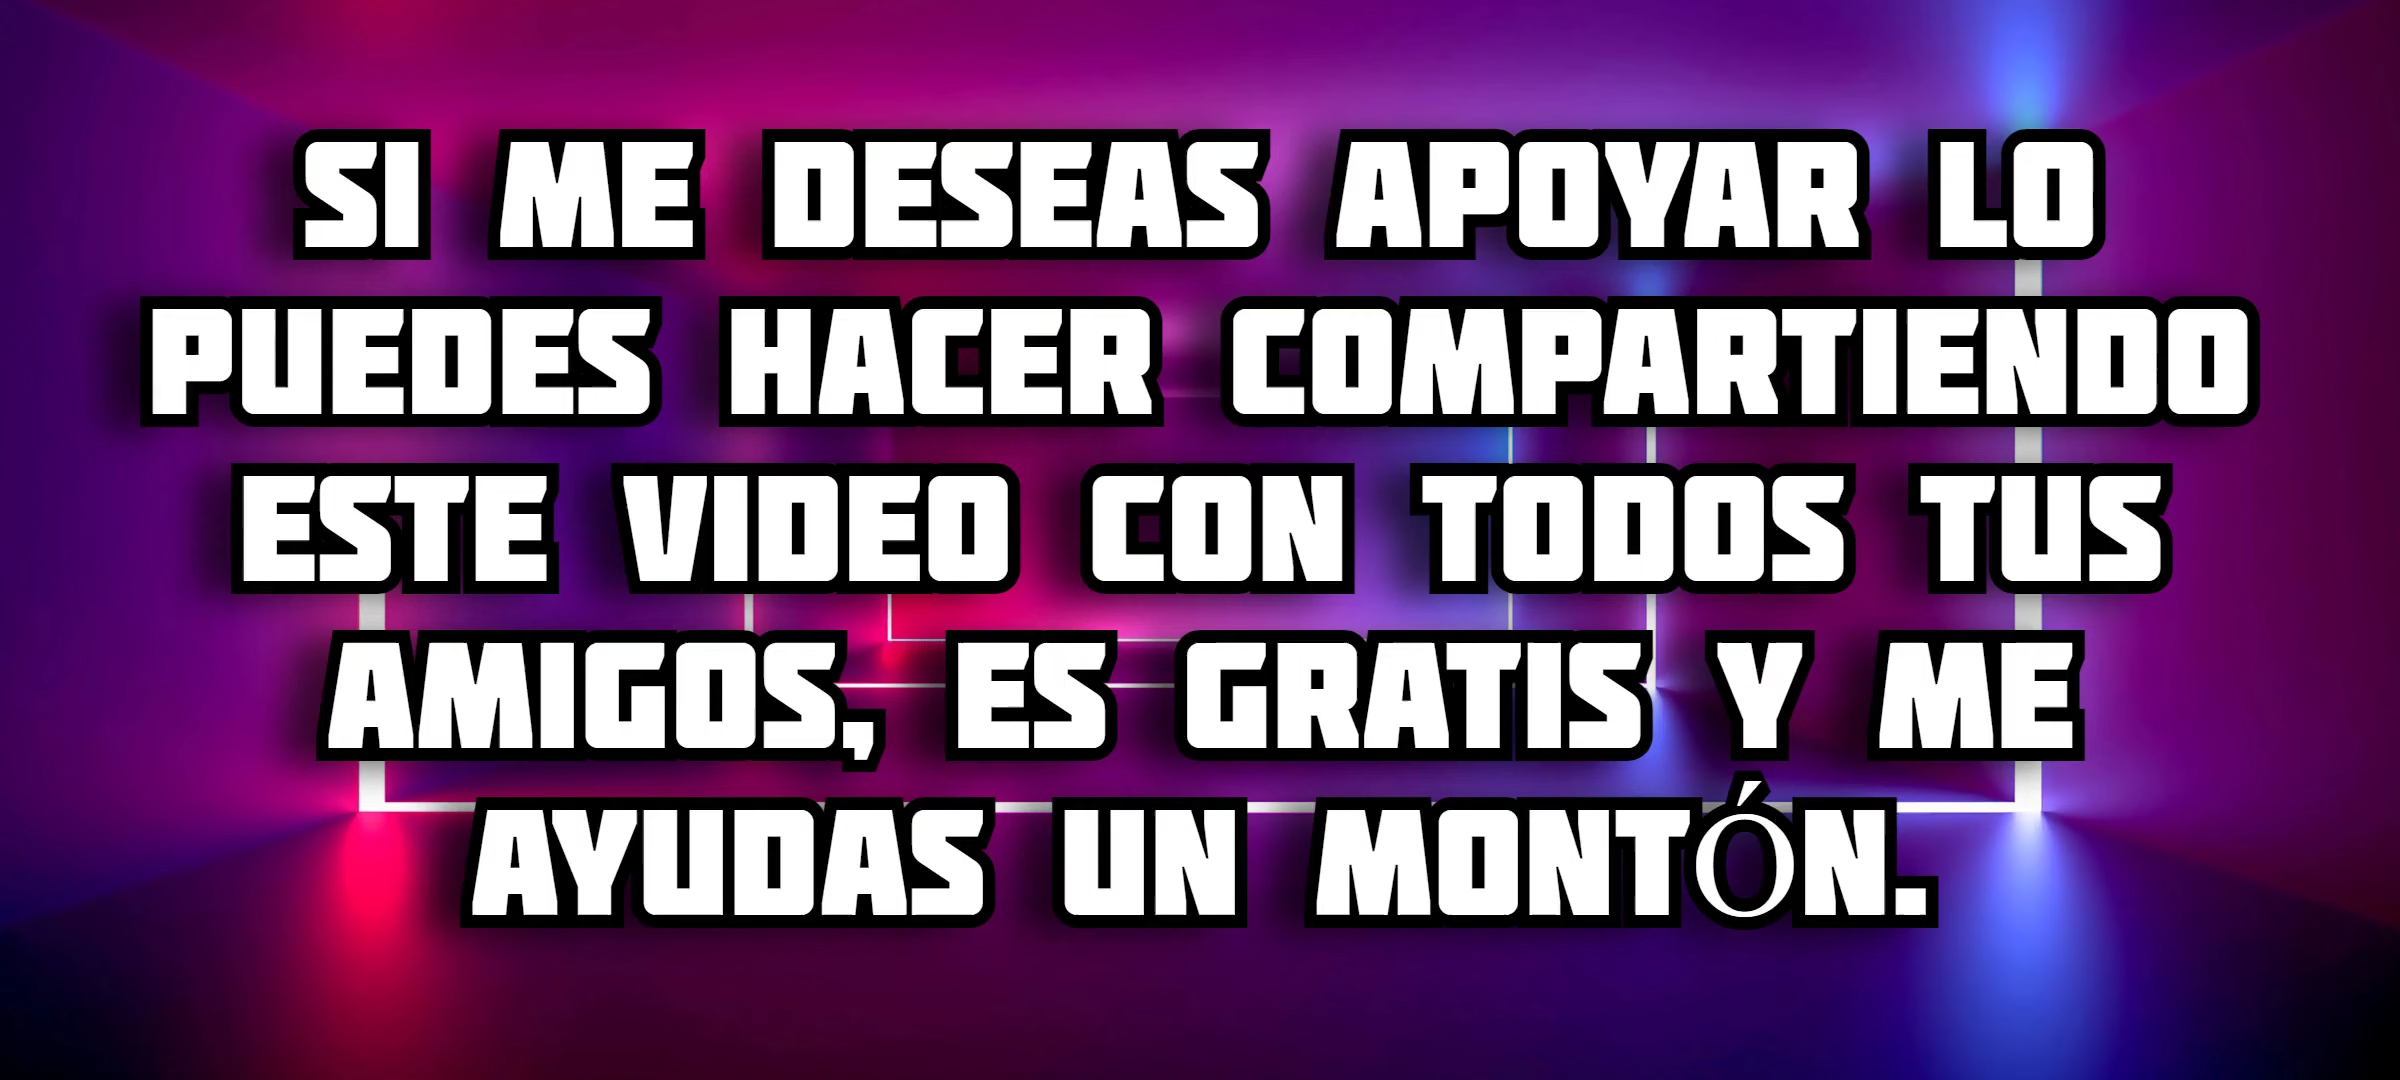 SI ME DESEAS APOYAR LO
PUEDES HACER COMPARTIENDO
ESTE VIDEO CON TODOS TUS
AMIGOS, ES GRATIS Y ME
AYUDAS UN MONTÓN.